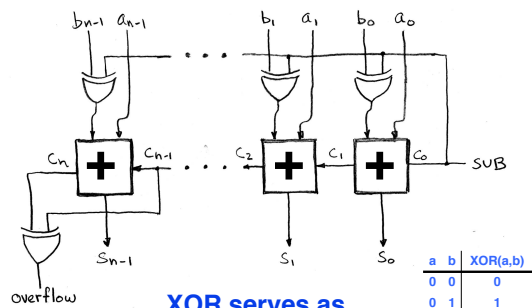 bn-1 an-1 b1 a1 b0 a0
Cn Cn-1 C2 C1 C0 SUB
Sn-1 S1 S0
overflow
XOR serves as
a b XOR(a,b)
0 0 0
0 1 1